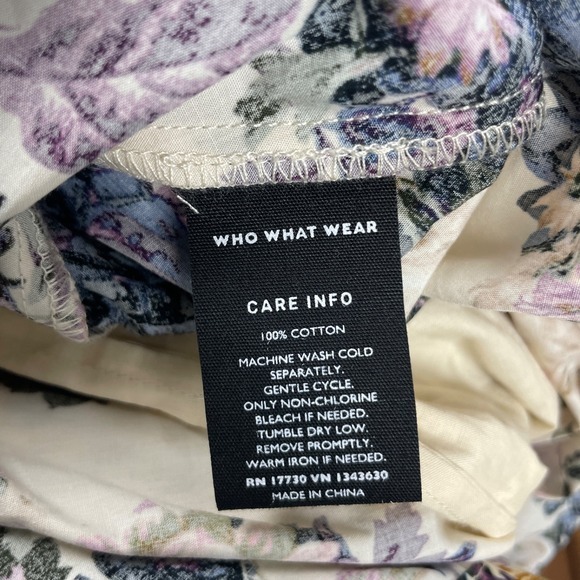 WHO WHAT WEAR
CARE INFO
100% COTTON
MACHINE WASH COLD
SEPARATELY.
GENTLE CYCLE.
ONLY NON-CHLORINE
BLEACH IF NEEDED.
TUMBLE DRY LOW.
REMOVE PROMPTLY.
WARM IRON IF NEEDED.
RN 17730 VN 1343630
MADE IN CHINA